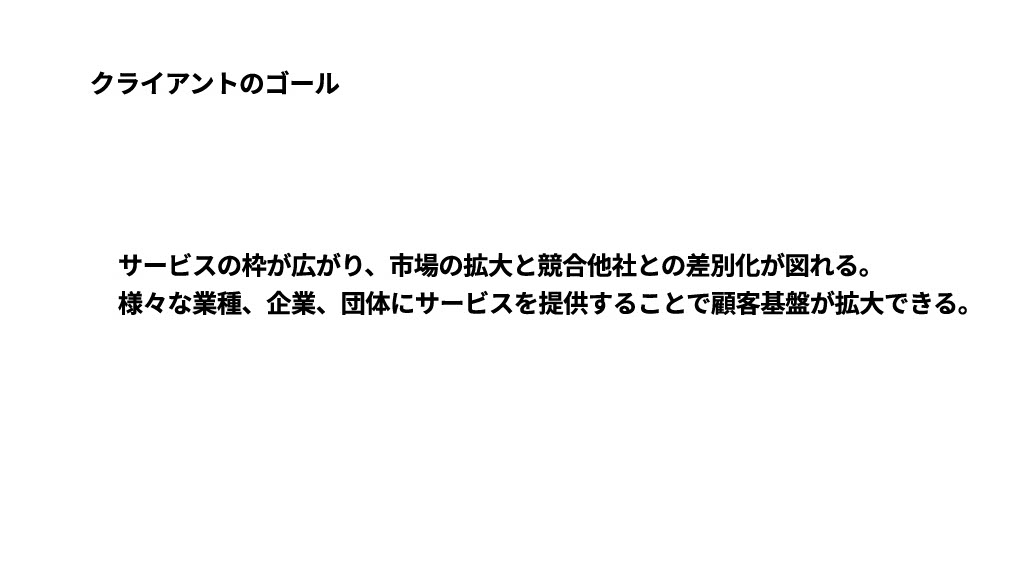 クライアントのゴール
サービスの枠が広がり、市場の拡大と競合他社との差別化が図れる。
様々な業種、企業、団体にサービスを提供することで顧客基盤が拡大できる。